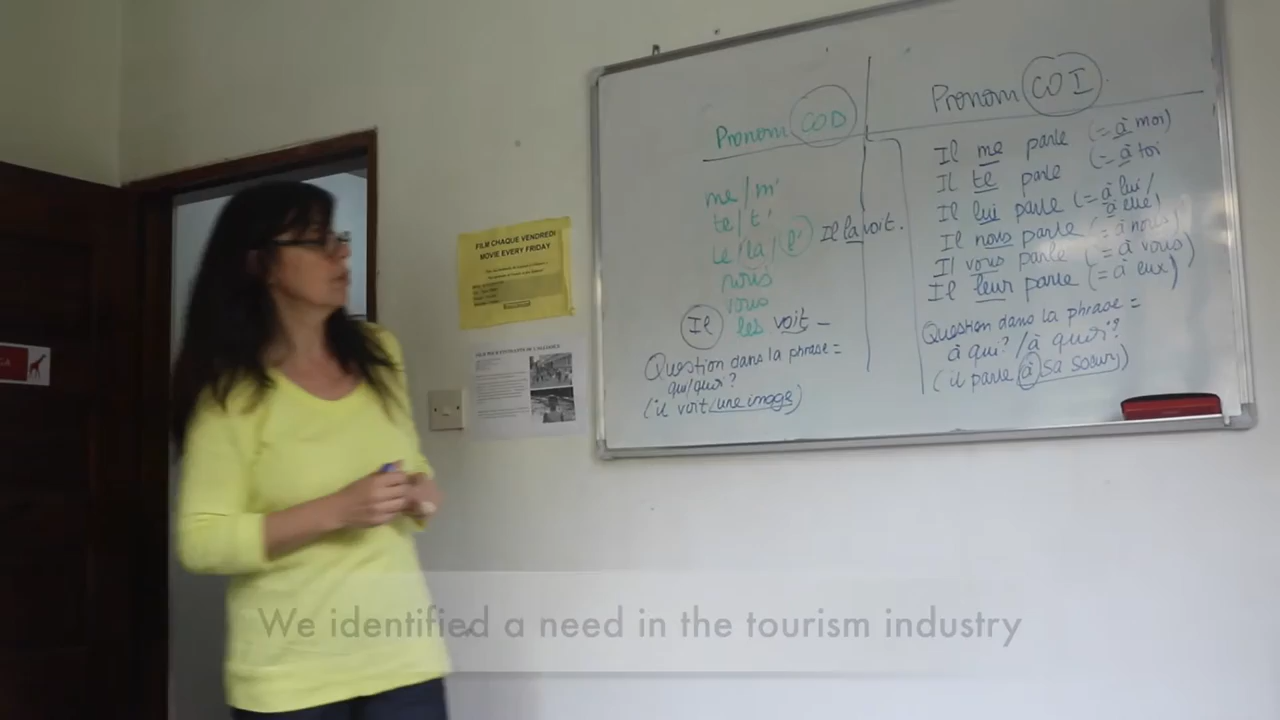 FILM CHAQUE VENDREDI
MOVIE EVERY FRIDAY
Pronom COD
me/m'
te/t'
le/la/l'
nous
vous
les
Il la voit.
Il voit
Question dans la phrase =
qui/quoi?
(il voit une image)
Pronom COI
Il me parle (= à moi)
Il te parle (= à toi
Il lui parle (= à lui/
à elle)
Il nous parle (= à nous)
Il vous parle (= à vous)
Il leur parle (= à eux)
Question dans la phrase =
à qui? / à quoi?
(il parle à sa soeur)
We identified a need in the tourism industry